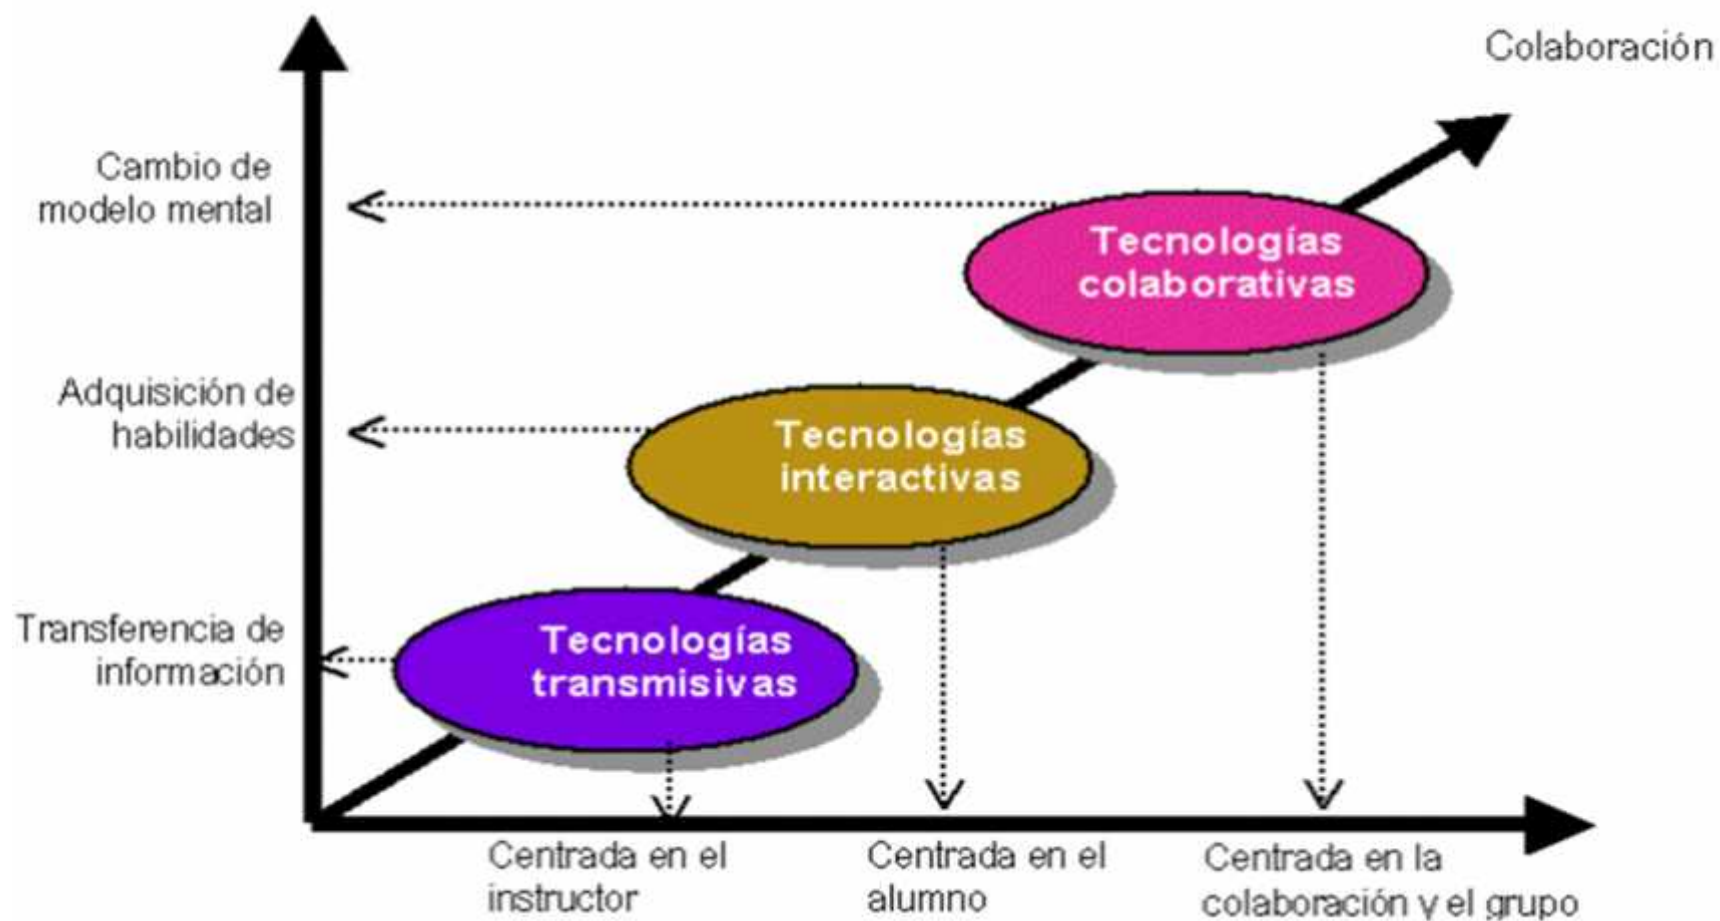 Colaboración
Cambio de
modelo mental
Tecnologías
colaborativas
Adquisición de
habilidades
Tecnologías
interactivas
Transferencia de
información
Tecnologías
transmisivas
Centrada en el
instructor
Centrada en el
alumno
Centrada en la
colaboración y el grupo